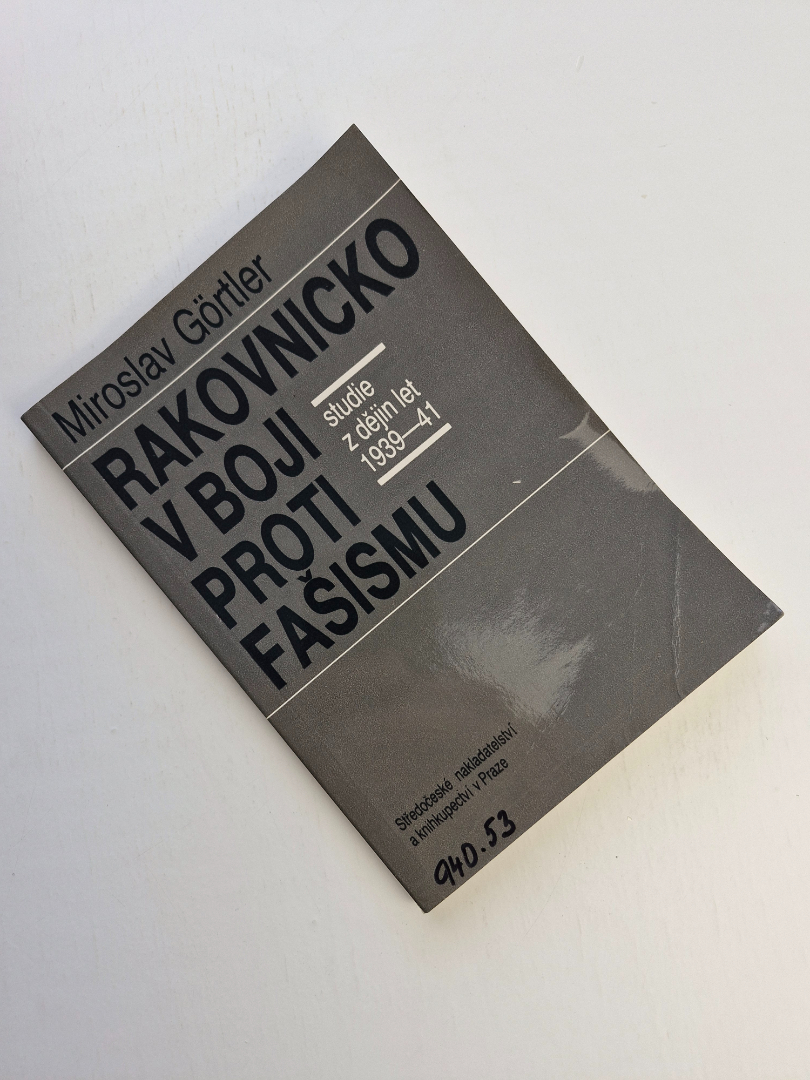 Miroslav Görtler
RAKOVNICKO
V BOJI
PROTI
FAŠISMU
studie
z dějin let
1939—41
Středočeské nakladatelství
a knihkupectví v Praze
940.53